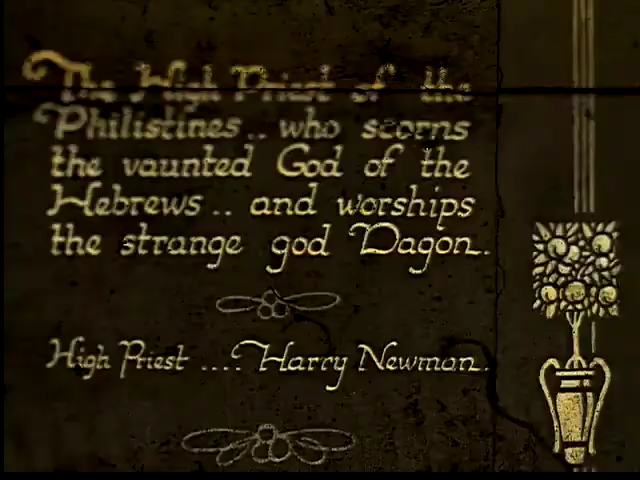 The High Priest of the
Philistines.. who scorns
the vaunted God of the
Hebrews.. and worships
the strange god Dagon.
High Priest ....Harry Newman.